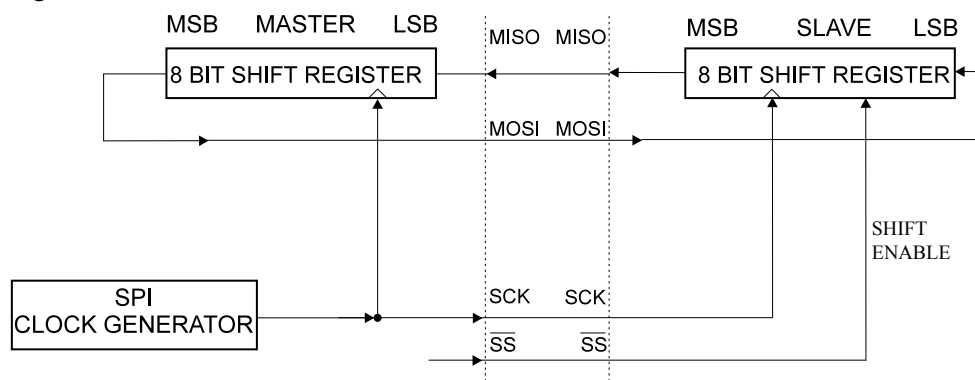 MSB MASTER LSB
MISO MISO
MSB SLAVE LSB
8 BIT SHIFT REGISTER
8 BIT SHIFT REGISTER
MOSI MOSI
SHIFT
ENABLE
SPI
CLOCK GENERATOR
SCK SCK
SS SS